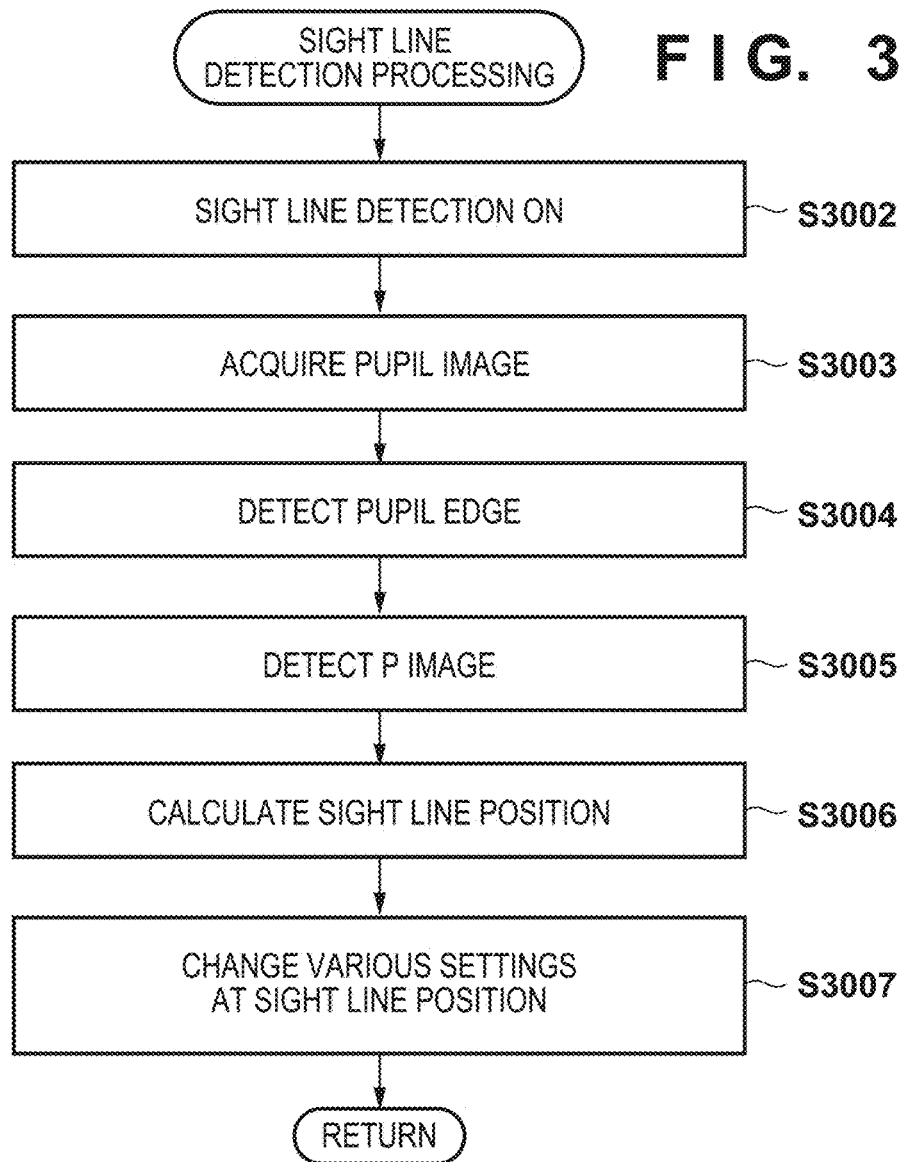 SIGHT LINE
DETECTION PROCESSING
FIG. 3
SIGHT LINE DETECTION ON
S3002
ACQUIRE PUPIL IMAGE
S3003
DETECT PUPIL EDGE
S3004
DETECT P IMAGE
S3005
CALCULATE SIGHT LINE POSITION
S3006
CHANGE VARIOUS SETTINGS
AT SIGHT LINE POSITION
S3007
RETURN